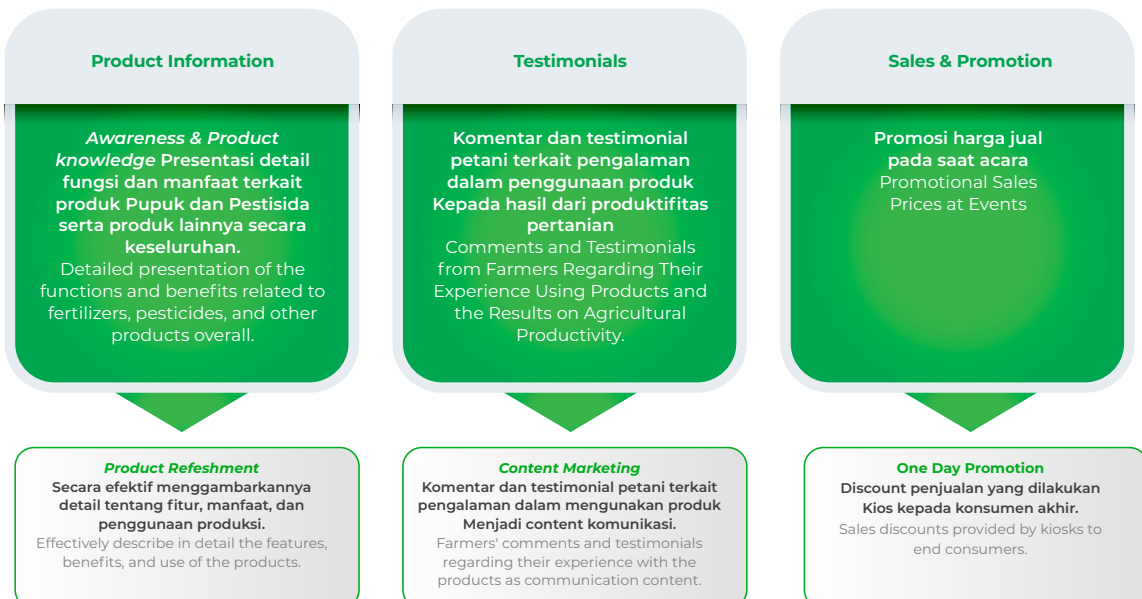 Product Information
Awareness & Product
knowledge Presentasi detail
fungsi dan manfaat terkait
produk Pupuk dan Pestisida
serta produk lainnya secara
keseluruhan.
Detailed presentation of the
functions and benefits related to
fertilizers, pesticides, and other
products overall.
Product Refeshment
Secara efektif menggambarkannya
detail tentang fitur, manfaat, dan
penggunaan produksi.
Effectively describe in detail the features,
benefits, and use of the products.
Testimonials
Komentar dan testimonial
petani terkait pengalaman
dalam penggunaan produk
Kepada hasil dari produktifitas
pertanian
Comments and Testimonials
from Farmers Regarding Their
Experience Using Products and
the Results on Agricultural
Productivity.
Content Marketing
Komentar dan testimonial petani terkait
pengalaman dalam mengunakan produk
Menjadi content komunikasi.
Farmers' comments and testimonials
regarding their experience with the
products as communication content.
Sales & Promotion
Promosi harga jual
pada saat acara
Promotional Sales
Prices at Events
One Day Promotion
Discount penjualan yang dilakukan
Kios kepada konsumen akhir.
Sales discounts provided by kiosks to
end consumers.